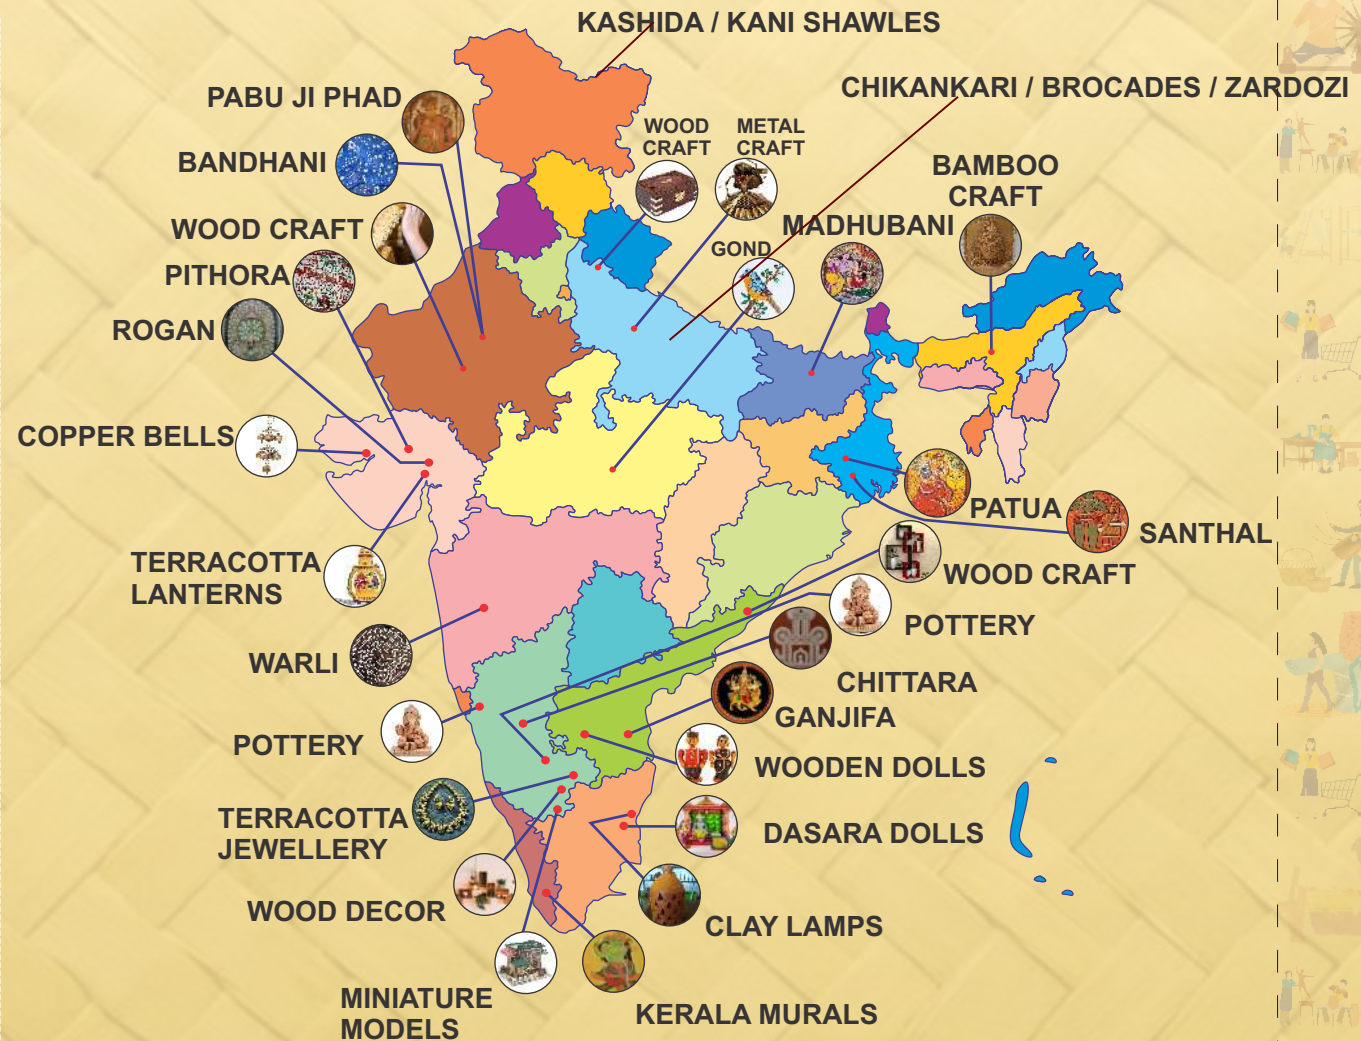 KASHIDA / KANI SHAWLES
CHIKANKARI / BROCADES / ZARDOZI
PABU JI PHAD
WOOD
CRAFT
METAL
CRAFT
BANDHANI
BAMBOO
CRAFT
WOOD CRAFT
MADHUBANI
GOND
PITHORA
ROGAN
COPPER BELLS
PATUA
SANTHAL
TERRACOTTA
LANTERNS
WOOD CRAFT
POTTERY
WARLI
CHITTARA
GANJIFA
POTTERY
WOODEN DOLLS
TERRACOTTA
JEWELLERY
DASARA DOLLS
WOOD DECOR
CLAY LAMPS
MINIATURE
MODELS
KERALA MURALS